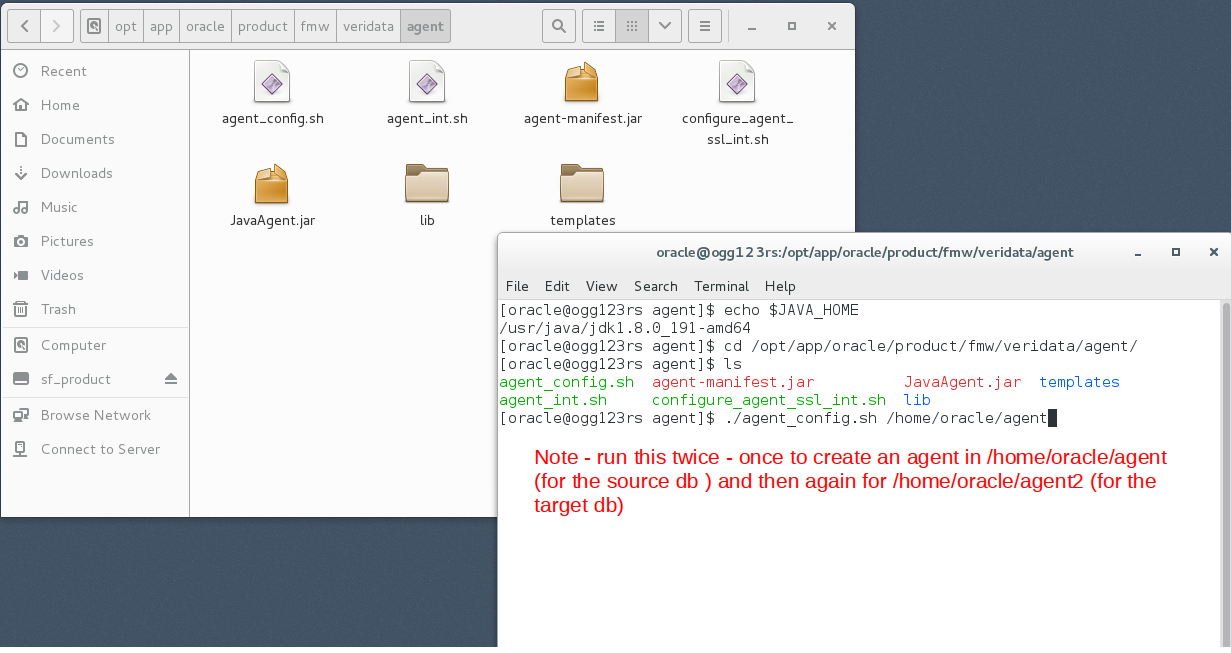 opt app oracle product fmw veridata agent
Recent
Home
Documents
Downloads
Music
Pictures
Videos
Trash
Computer
sf_product
Browse Network
Connect to Server
agent_config.sh agent_int.sh agent-manifest.jar configure_agent_
ssl_int.sh
JavaAgent.jar lib templates
oracle@ogg123rs:/opt/app/oracle/product/fmw/veridata/agent
File Edit View Search Terminal Help
[oracle@ogg123rs agent]$ echo $JAVA_HOME
/usr/java/jdk1.8.0_191-amd64
[oracle@ogg123rs agent]$ cd /opt/app/oracle/product/fmw/veridata/agent/
[oracle@ogg123rs agent]$ ls
agent_config.sh agent-manifest.jar JavaAgent.jar templates
agent_int.sh configure_agent_ssl_int.sh lib
[oracle@ogg123rs agent]$ ./agent_config.sh /home/oracle/agent
Note - run this twice - once to create an agent in /home/oracle/agent
(for the source db ) and then again for /home/oracle/agent2 (for the
target db)